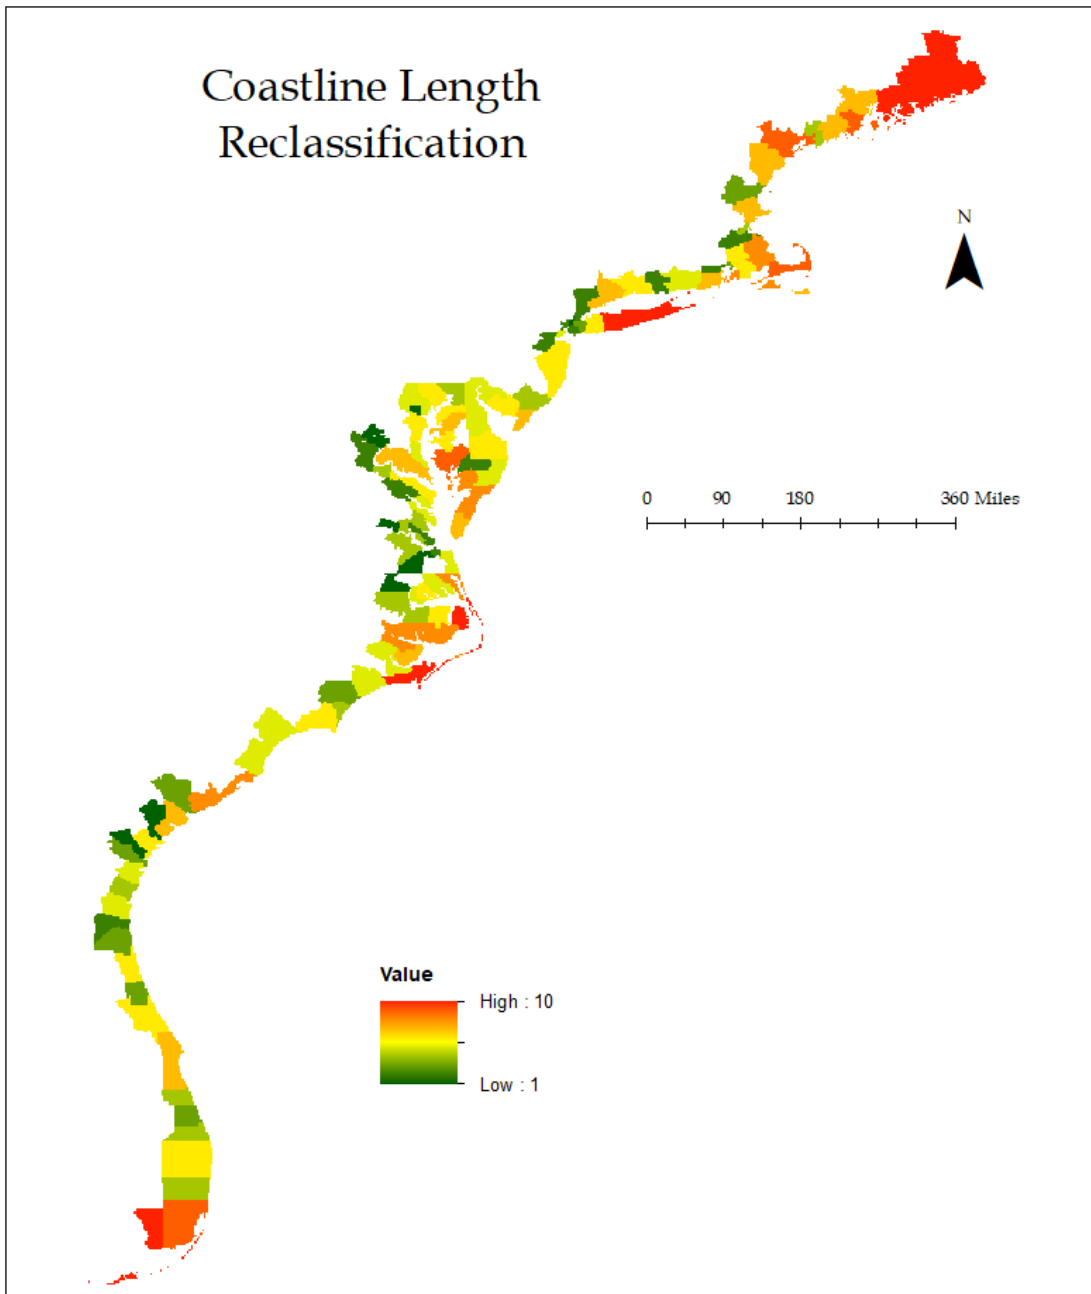 Coastline Length
Reclassification
N
0 90 180 360 Miles
Value
High : 10
Low : 1